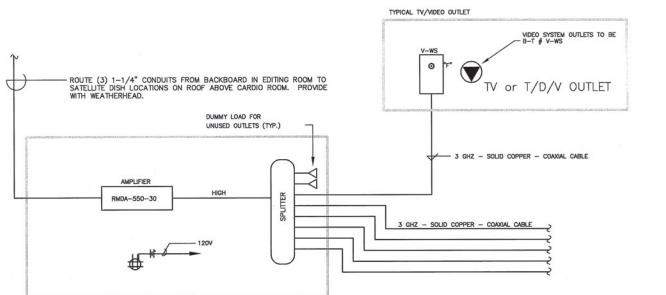 TYPICAL TV/VIDEO OUTLET
VIDEO SYSTEM OUTLETS TO BE
B-T # V-WS
V-WS
TV or T/D/V OUTLET
ROUTE (3) 1-1/4" CONDUITS FROM BACKBOARD IN EDITING ROOM TO
SATELLITE DISH LOCATIONS ON ROOF ABOVE CARDIO ROOM. PROVIDE
WITH WEATHERHEAD.
DUMMY LOAD FOR
UNUSED OUTLETS (TYP.)
3 GHZ - SOLID COPPER - COAXIAL CABLE
AMPLIFIER
RMDA-550-30
HIGH
SPLITTER
3 GHZ - SOLID COPPER - COAXIAL CABLE
120V